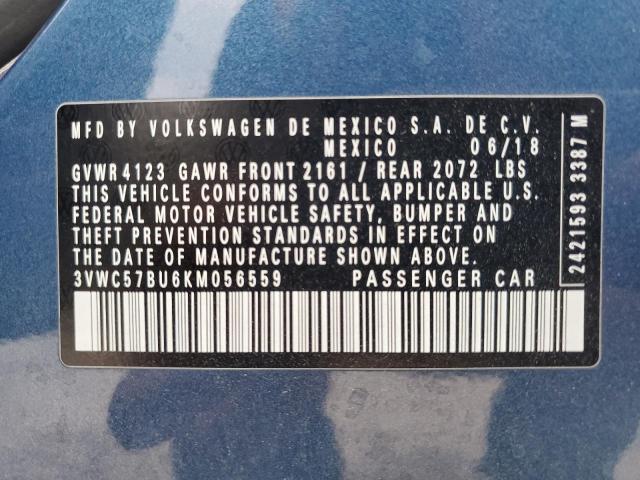 MFD BY VOLKSWAGEN DE MEXICO S.A. DE C.V.
MEXICO 06/18
GVWR 4123 GAWR FRONT 2161 / REAR 2072 LBS
THIS VEHICLE CONFORMS TO ALL APPLICABLE U.S.
FEDERAL MOTOR VEHICLE SAFETY, BUMPER AND
THEFT PREVENTION STANDARDS IN EFFECT ON
THE DATE OF MANUFACTURE SHOWN ABOVE.
3VWC57BU6KM056559 PASSENGER CAR
2421593 3387 M